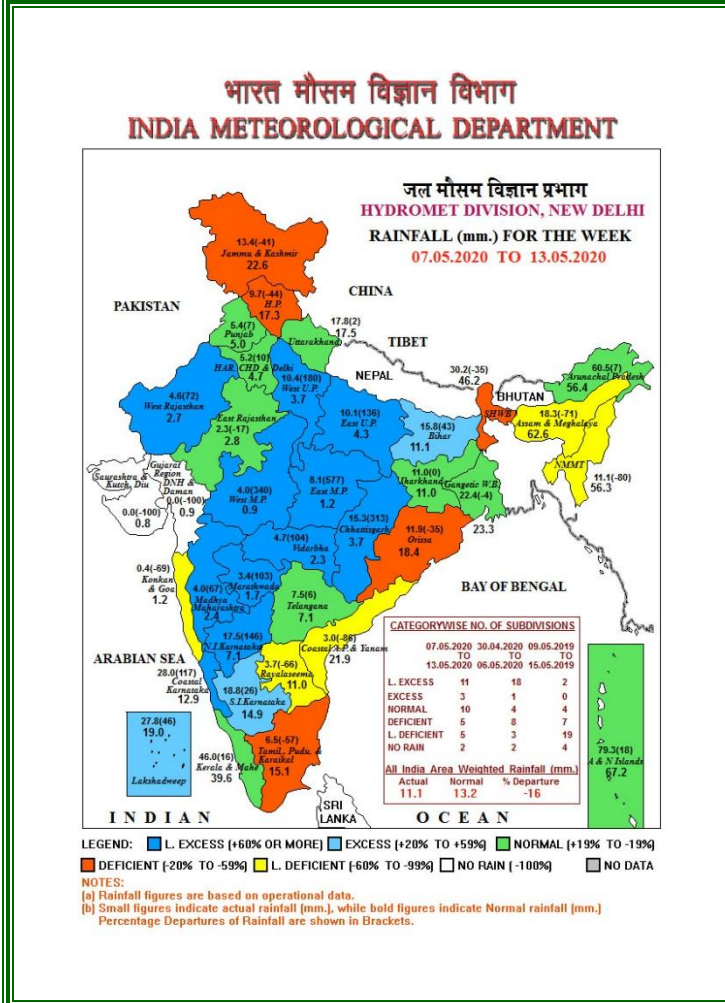 भारत मौसम विज्ञान विभाग
INDIA METEOROLOGICAL DEPARTMENT
जल मौसम विज्ञान प्रभाग
HYDROMET DIVISION, NEW DELHI
RAINFALL (mm.) FOR THE WEEK
07.05.2020 TO 13.05.2020
13.4(-41)
Jammu & Kashmir
22.6
9.7(-44)
H.P.
17.3
CHINA
PAKISTAN
5.4(7)
Punjab
5.0
17.8(2)
17.5
Uttarakhand
TIBET
5.2(10)
HAR. CHD & Delhi
4.7
NEPAL
10.4(180)
West U.P.
3.7
30.2(-35)
46.2
60.5(7)
Arunachal Pradesh
56.4
BHUTAN
4.6(72)
West Rajasthan
2.7
East Rajasthan
2.3(-17)
2.8
10.1(136)
East U.P.
4.3
15.8(43)
Bihar
11.1
SHWB
18.3(-71)
Assam & Meghalaya
62.6
NMMT
11.1(-80)
56.3
Saurashtra &
Kutch, Diu
0.0(-100)
0.8
Gujarat
Region
DNH &
Daman
0.0(-100)
0.9
4.0(340)
West M.P.
0.9
8.1(577)
East M.P.
1.2
11.0(0)
Jharkhand
11.0
Gangetic W.B.
22.4(-4)
23.3
15.3(313)
Chhattisgarh
3.7
11.9(-35)
Orissa
18.4
4.7(104)
Vidarbha
2.3
0.4(-69)
Konkan
& Goa
1.2
4.0(67)
Madhya
Maharashtra
2.4
3.4(103)
Marathwada
1.7
7.5(6)
Telangana
7.1
BAY OF BENGAL
3.0(-86)
Coastal A.P. & Yanam
21.9
17.5(146)
N.I.Karnataka
7.1
3.7(-66)
Rayalaseema
11.0
ARABIAN SEA
28.0(117)
Coastal
Karnataka
12.9
18.8(26)
S.I.Karnataka
14.9
27.8(46)
19.0
Lakshadweep
46.0(16)
Kerala & Mahe
39.6
6.5(-57)
Tamil. Pudu. &
Karaikal
15.1
SRI
LANKA
79.3(18)
A & N Islands
67.2
INDIAN OCEAN
CATEGORYWISE NO. OF SUBDIVISIONS
07.05.2020 30.04.2020 09.05.2019
TO TO TO
13.05.2020 06.05.2020 15.05.2019
L. EXCESS 11 18 2
EXCESS 3 1 0
NORMAL 10 4 4
DEFICIENT 5 8 7
L. DEFICIENT 5 3 19
NO RAIN 2 2 4
All India Area Weighted Rainfall (mm.)
Actual Normal % Departure
11.1 13.2 -16
LEGEND: L. EXCESS (+60% OR MORE) EXCESS (+20% TO +59%) NORMAL (+19% TO -19%)
DEFICIENT (-20% TO -59%) L. DEFICIENT (-60% TO -99%) NO RAIN (-100%) NO DATA
NOTES:
(a) Rainfall figures are based on operational data.
(b) Small figures indicate actual rainfall (mm.), while bold figures indicate Normal rainfall (mm.)
Percentage Departures of Rainfall are shown in Brackets.